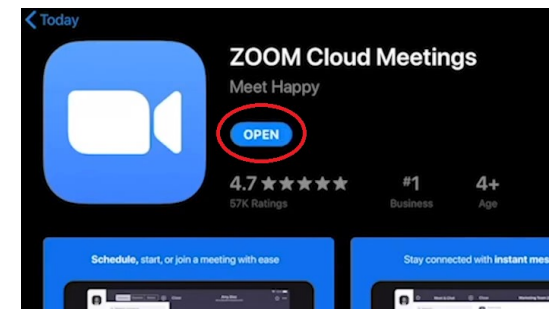 Today
ZOOM Cloud Meetings
Meet Happy
OPEN
4.7 #1 4+
57K Ratings Business Age
Schedule, start, or join a meeting with ease
Stay connected with instant mes